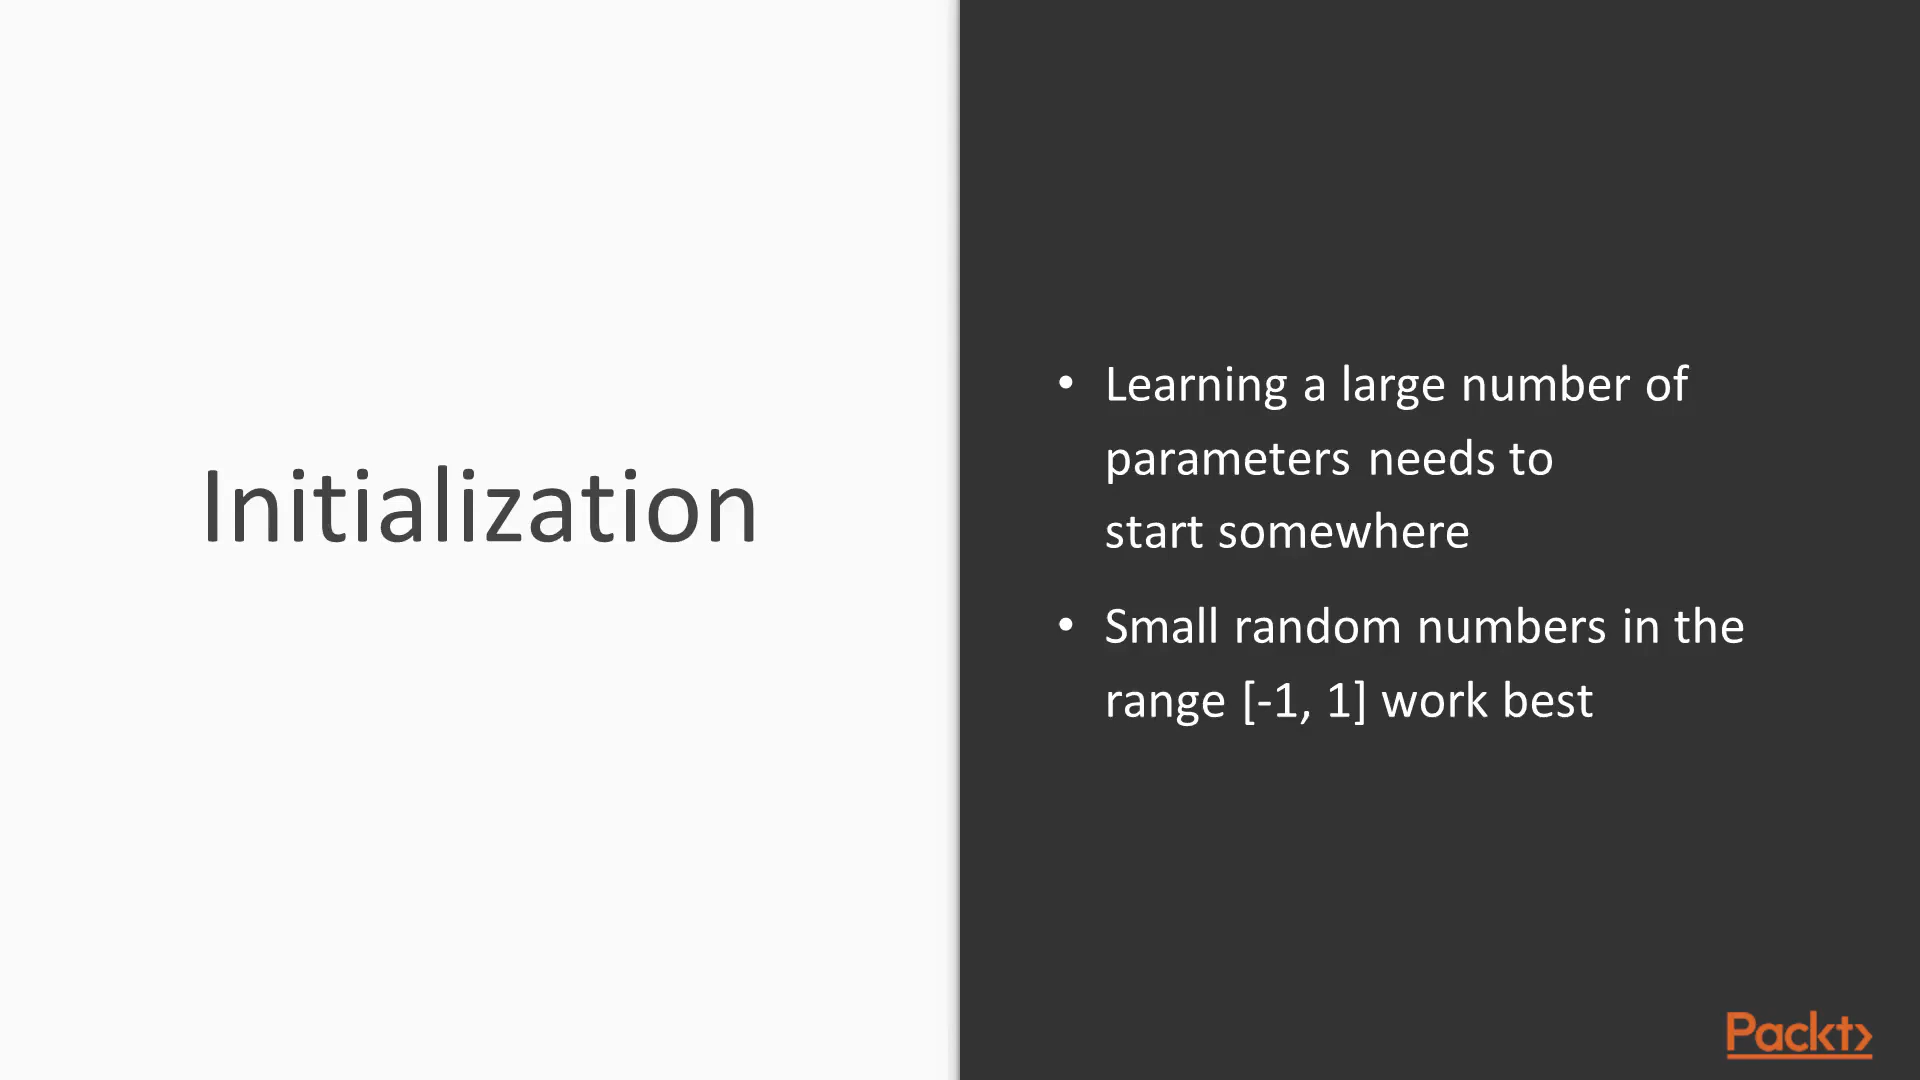 Initialization
• Learning a large number of
parameters needs to
start somewhere
• Small random numbers in the
range [-1, 1] work best
Packt>